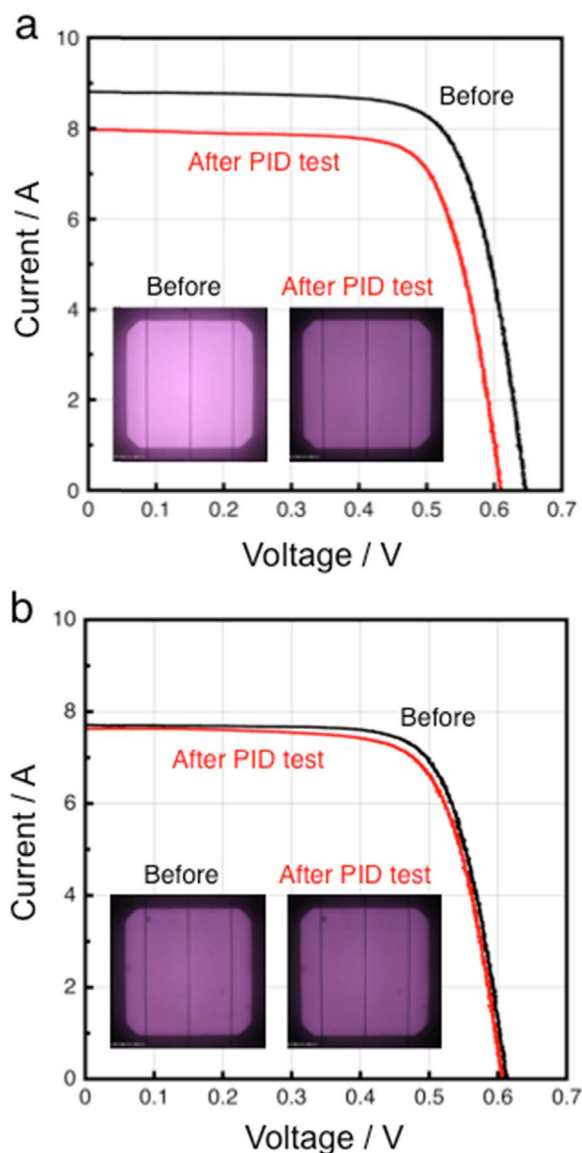 a
10
Before
8
After PID test
6
Current / A
Before
After PID test
4
2
0
0 0.1 0.2 0.3 0.4 0.5 0.6 0.7
Voltage / V
b
10
Before
8
After PID test
6
Current / A
Before
After PID test
4
2
0
0 0.1 0.2 0.3 0.4 0.5 0.6 0.7
Voltage / V